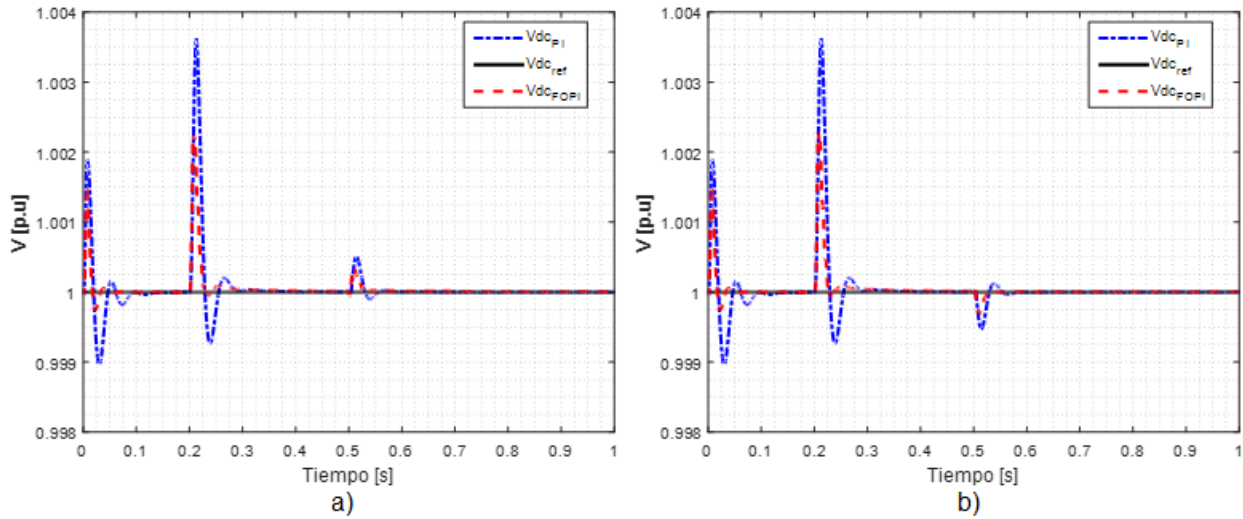 1.004
1.003
1.002
1.001
1
0.999
0.998
V [p.u]
0 0.1 0.2 0.3 0.4 0.5 0.6 0.7 0.8 0.9 1
Tiempo [s]
Vdc_PI
Vdc_ref
Vdc_FOPI
a)
1.004
1.003
1.002
1.001
1
0.999
0.998
V [p.u]
0 0.1 0.2 0.3 0.4 0.5 0.6 0.7 0.8 0.9 1
Tiempo [s]
Vdc_PI
Vdc_ref
Vdc_FOPI
b)